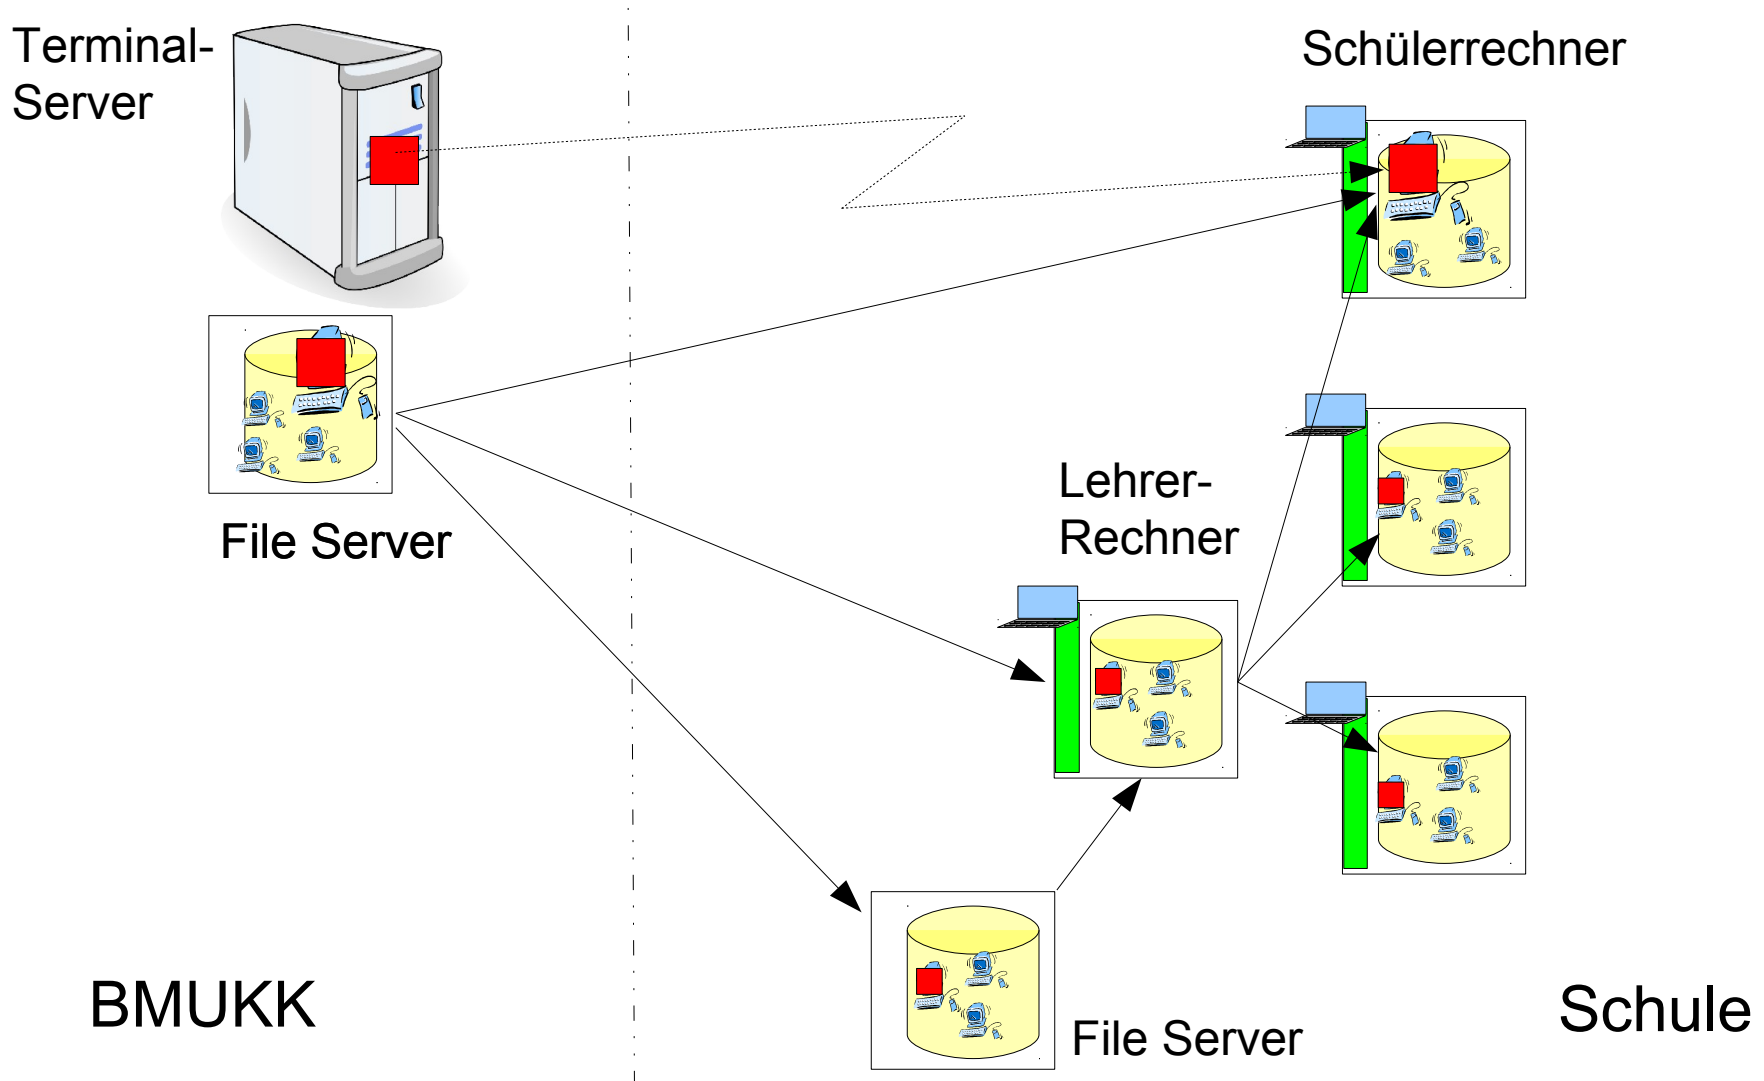 Terminal-
Server
Schülerrechner
File Server
Lehrer-
Rechner
BMUKK
File Server
Schule